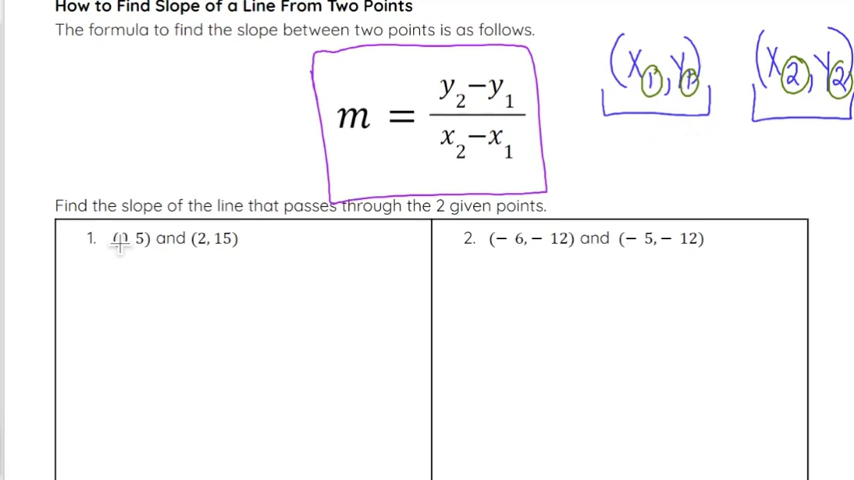 How to Find Slope of a Line From Two Points
The formula to find the slope between two points is as follows.
(x₁, y₁) (x₂, y₂)
m = (y₂−y₁)/(x₂−x₁)
Find the slope of the line that passes through the 2 given points.
1. ( 5) and (2, 15)
2. (− 6, − 12) and (− 5, − 12)